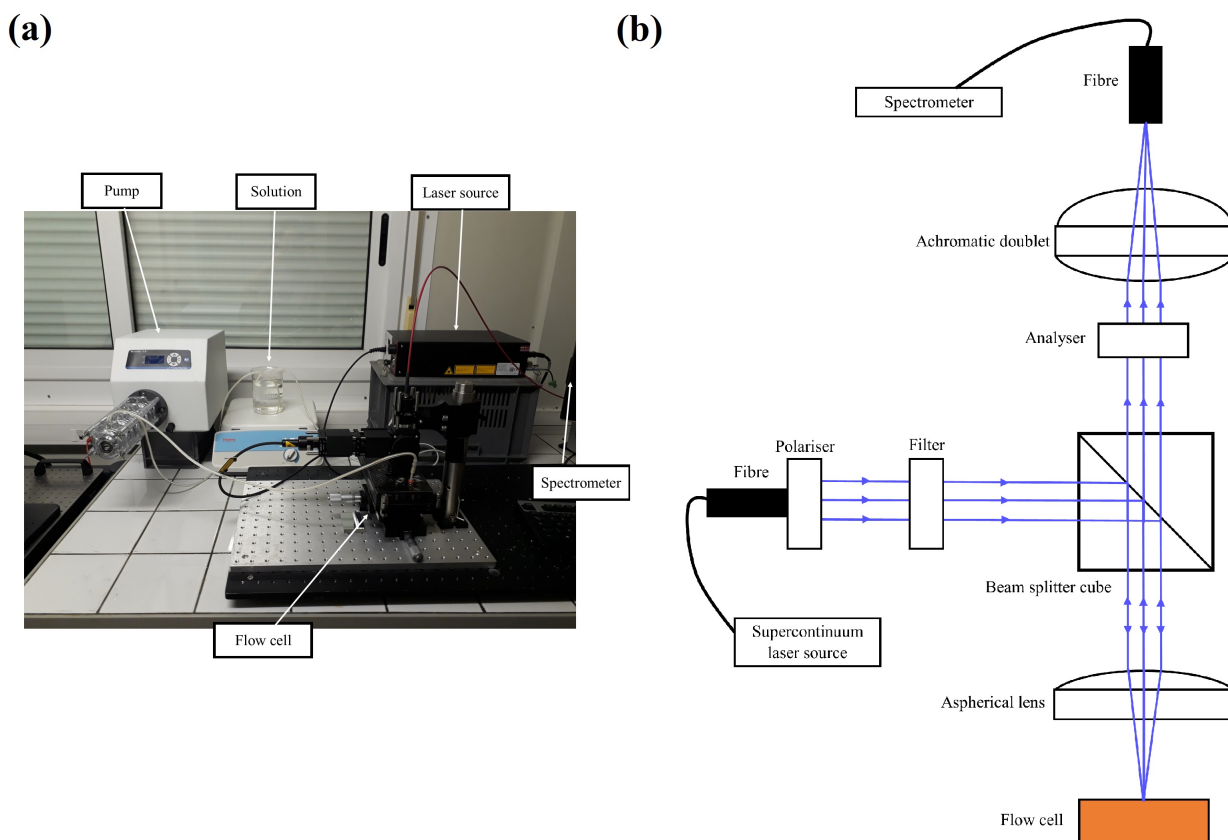 (a)
Pump
Solution
Laser source
Spectrometer
Flow cell
(b)
Fibre
Spectrometer
Achromatic doublet
Analyser
Polariser
Filter
Fibre
Beam splitter cube
Supercontinuum
laser source
Aspherical lens
Flow cell